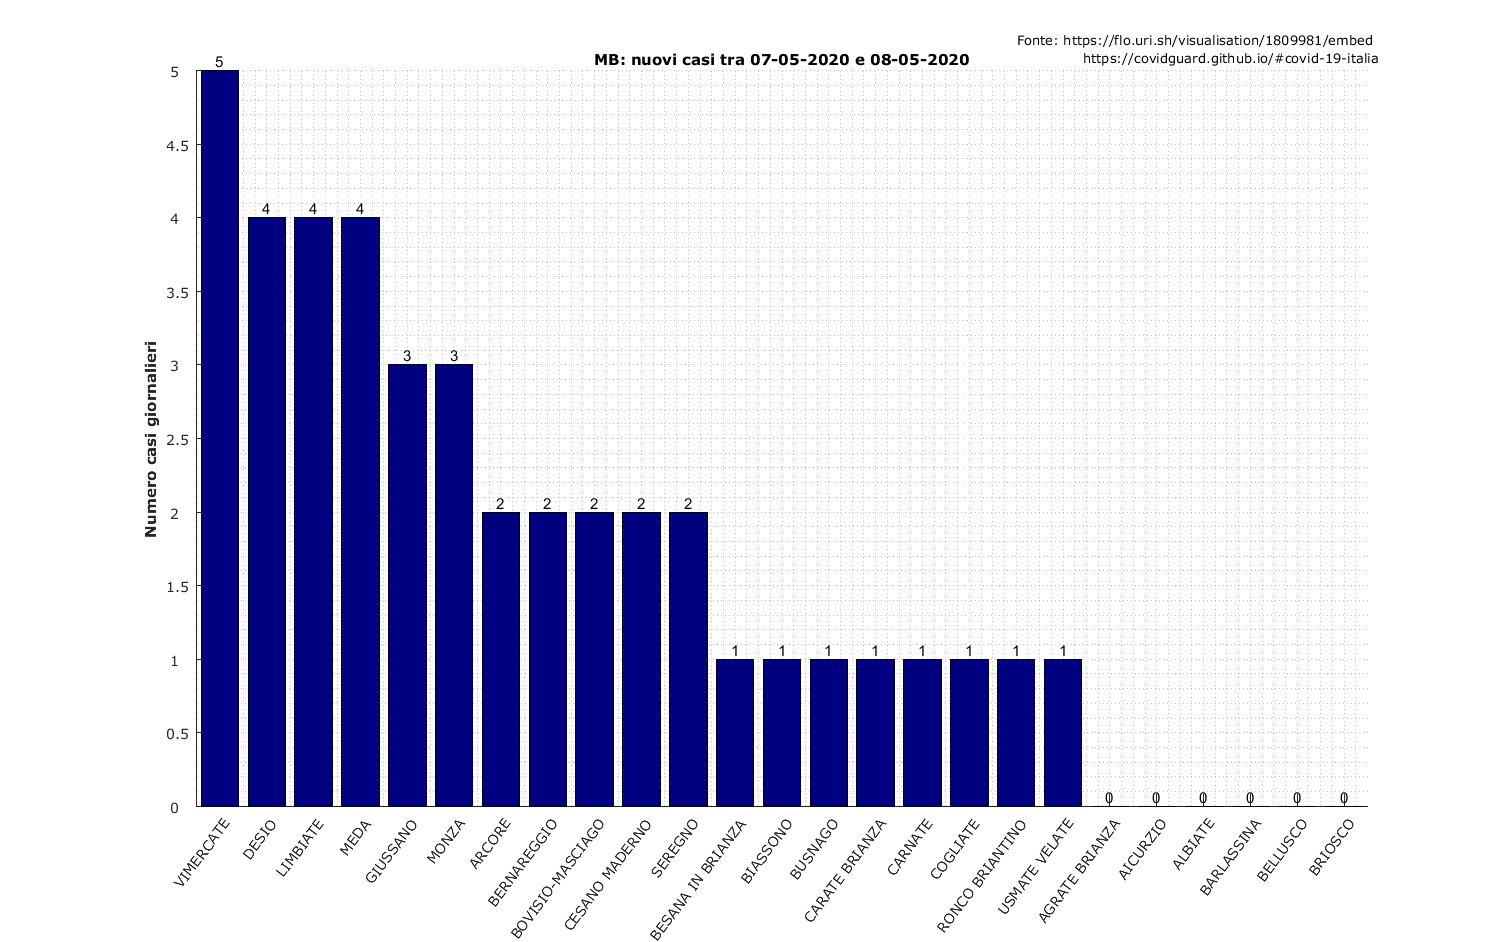 Fonte: https://flo.uri.sh/visualisation/1809981/embed
https://covidguard.github.io/#covid-19-italia
MB: nuovi casi tra 07-05-2020 e 08-05-2020
Numero casi giornalieri
5
4.5
4
3.5
3
2.5
2
1.5
1
0.5
0
5
4
4
4
3
3
2
2
2
2
2
1
1
1
1
1
1
1
1
0
0
0
0
0
0
VIMERCATE
DESIO
LIMBIATE
MEDA
GIUSSANO
MONZA
ARCORE
BERNAREGGIO
BOVISIO-MASCIAGO
CESANO MADERNO
SEREGNO
BESANA IN BRIANZA
BIASSONO
BUSNAGO
CARATE BRIANZA
CARNATE
COGLIATE
RONCO BRIANTINO
USMATE VELATE
AGRATE BRIANZA
AICURZIO
ALBIATE
BARLASSINA
BELLUSCO
BRIOSCO